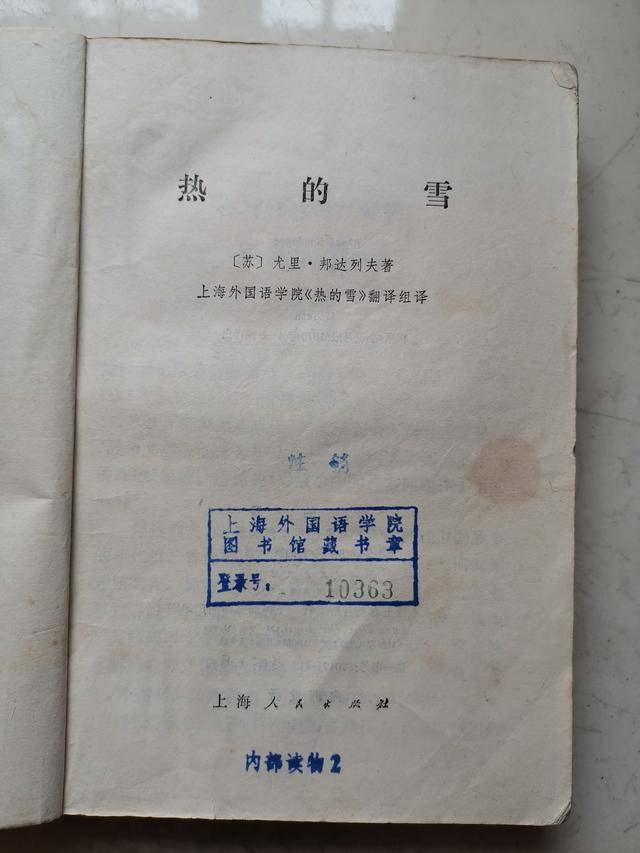 热的雪
〔苏〕尤里·邦达列夫著
上海外国语学院《热的雪》翻译组译
上海外国语学院
图书馆藏书章
登录号: 10363
上海人民出版社
内部读物2